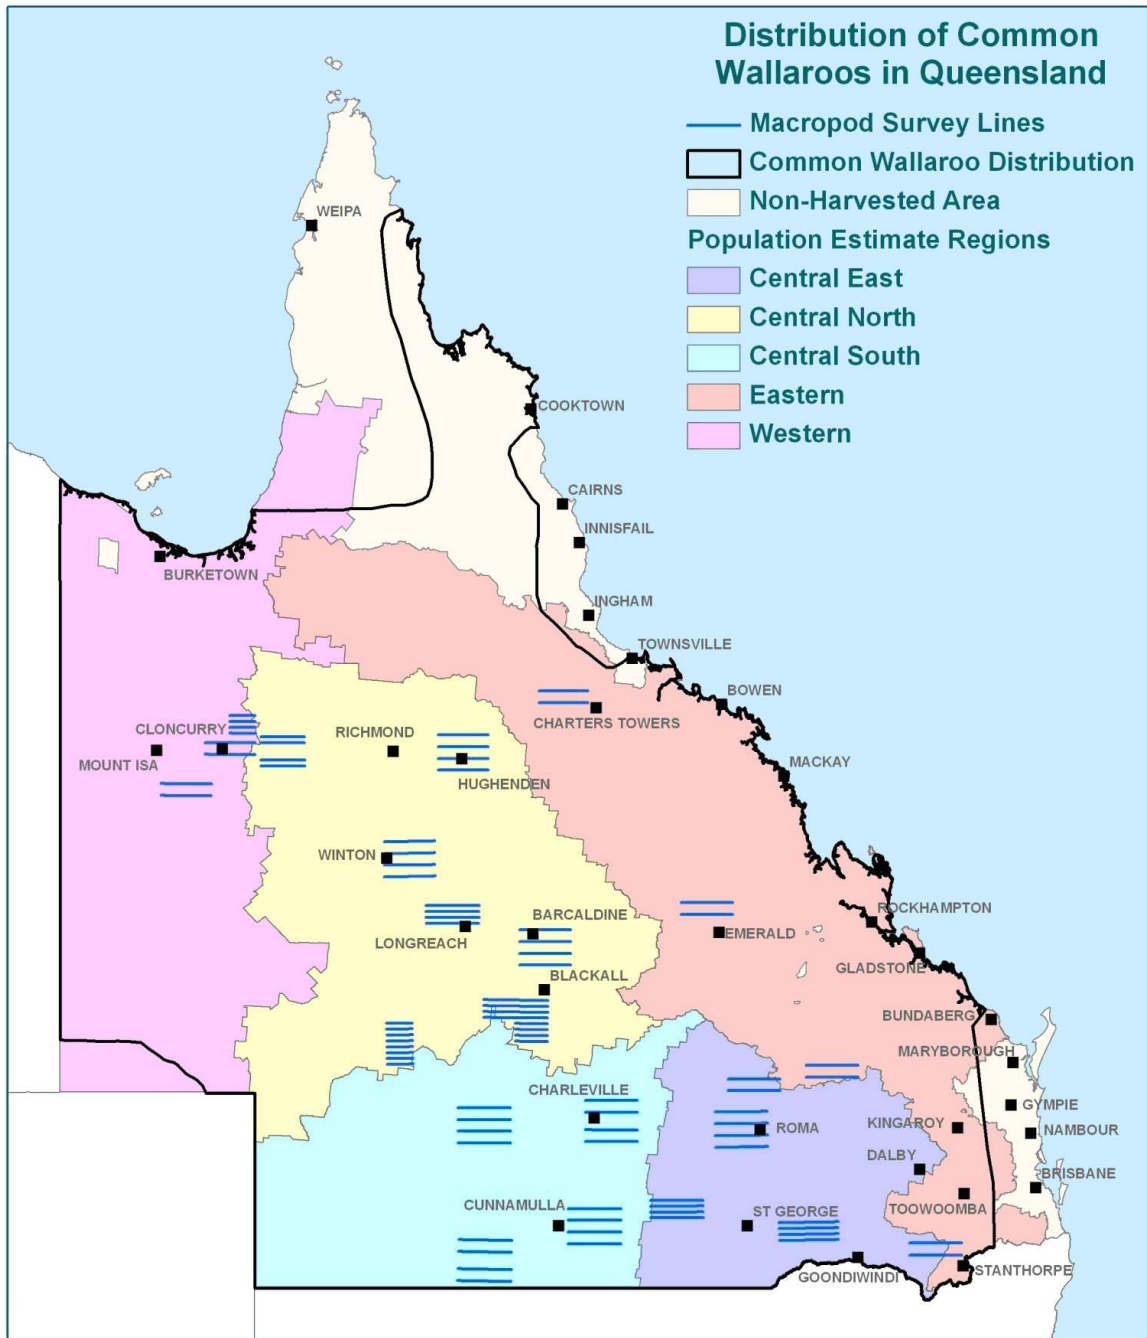 Distribution of Common
Wallaroos in Queensland
Macropod Survey Lines
Common Wallaroo Distribution
Non-Harvested Area
Population Estimate Regions
Central East
Central North
Central South
Eastern
Western
WEIPA
COOKTOWN
CAIRNS
INNISFAIL
BURKETOWN
INGHAM
TOWNSVILLE
BOWEN
CHARTERS TOWERS
CLONCURRY
RICHMOND
MOUNT ISA
HUGHENDEN
MACKAY
WINTON
ROCKHAMPTON
BARCALDINE
EMERALD
LONGREACH
GLADSTONE
BLACKALL
BUNDABERG
MARYBOROUGH
CHARLEVILLE
GYMPIE
KINGAROY
ROMA
NAMBOUR
DALBY
BRISBANE
CUNNAMULLA
ST GEORGE
TOOWOOMBA
GOONDIWINDI
STANTHORPE